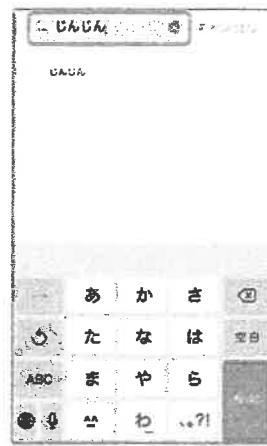 じんじん
じんじん
→ あ か さ
た な は 空白
ABC ま や ら
^^ わ 、。?!